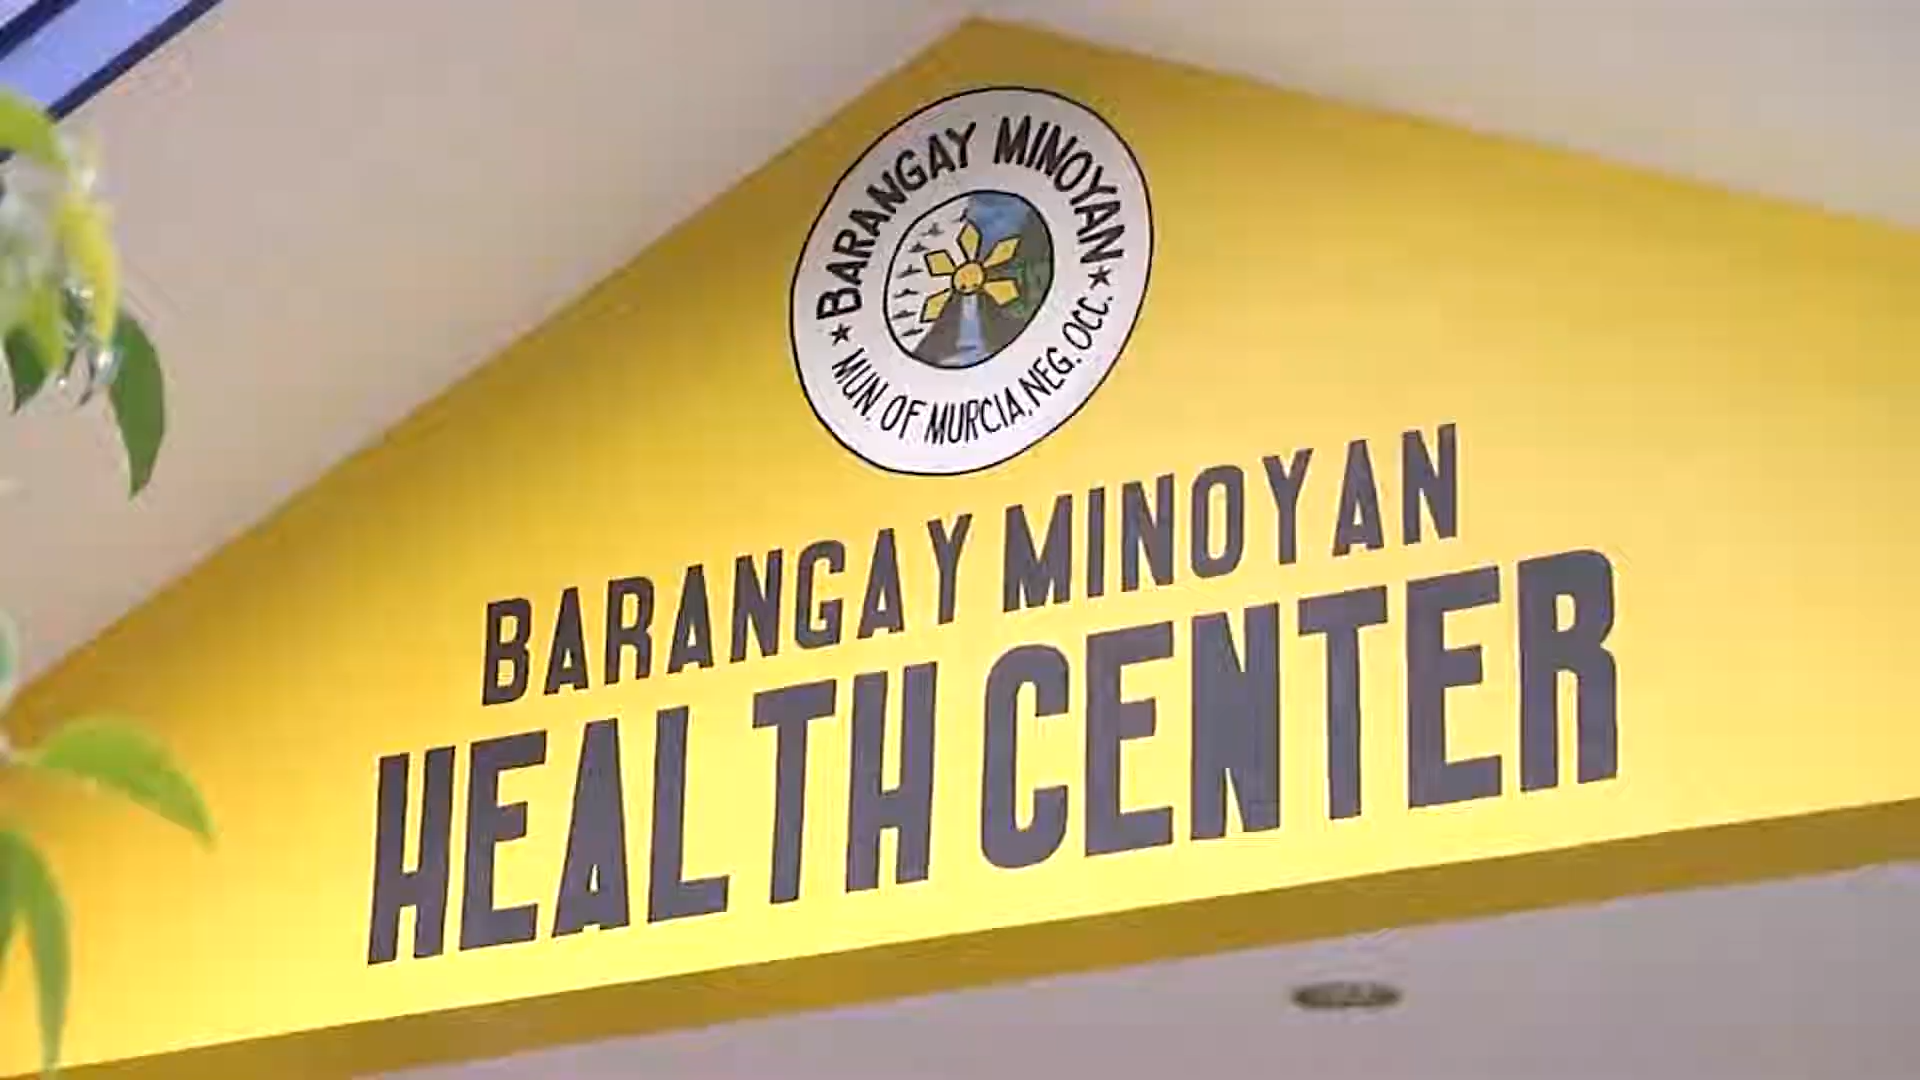 BARANGAY MINOYAN
★ MUN. OF MURCIA, NEG. OCC. ★
BARANGAY MINOYAN
HEALTH CENTER